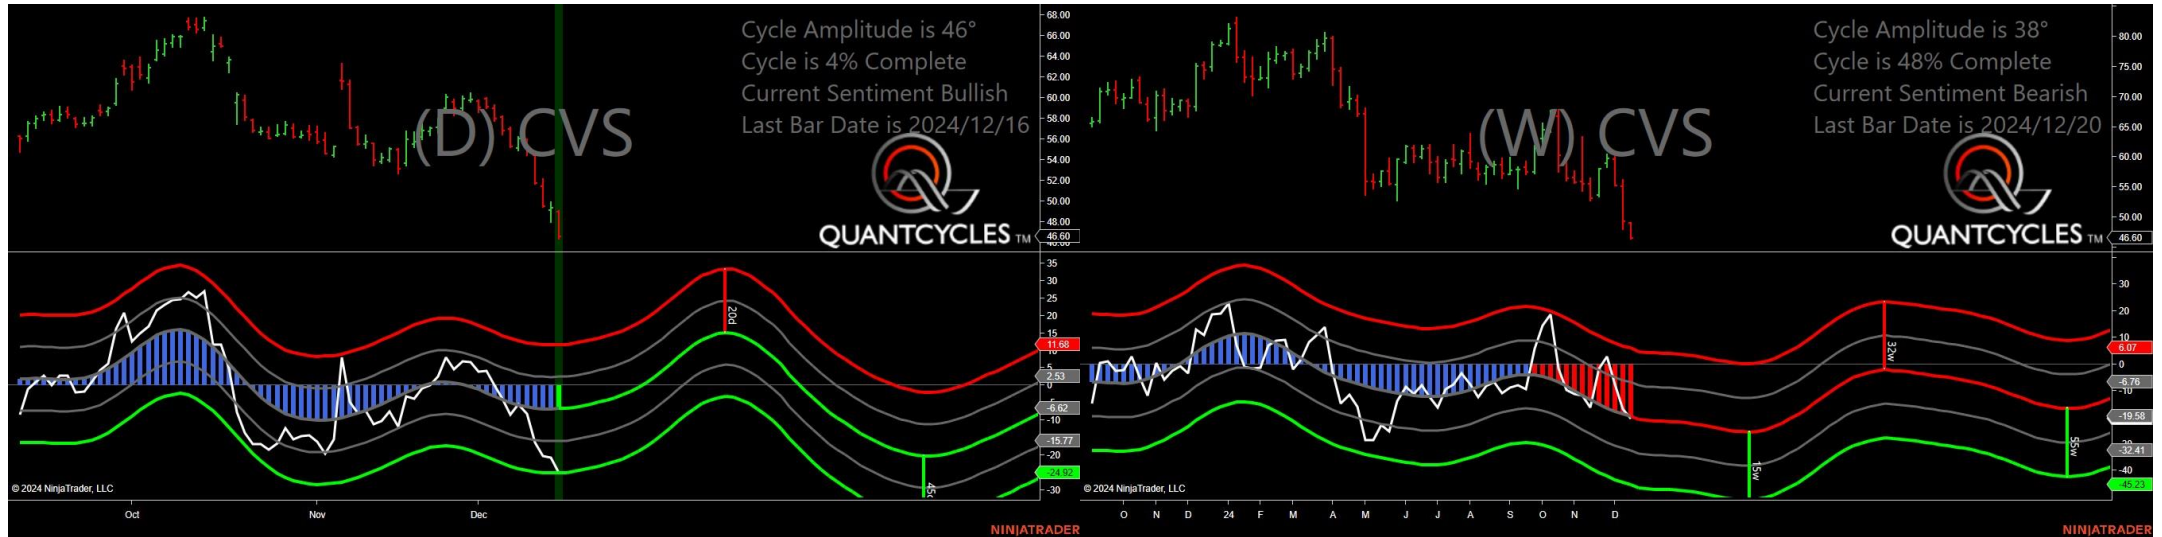 Cycle Amplitude is 46°
Cycle is 4% Complete
Current Sentiment Bullish
Last Bar Date is 2024/12/16
(D) CVS
QUANTCYCLES TM
68.00
66.00
64.00
62.00
60.00
58.00
56.00
54.00
52.00
50.00
48.00
46.60
35
30
25
20
15
11.68
5
2.53
0
-6.62
-10
-15.77
-20
-24.92
-30
20d
© 2024 NinjaTrader, LLC
Oct Nov Dec
NINJATRADER
Cycle Amplitude is 38°
Cycle is 48% Complete
Current Sentiment Bearish
Last Bar Date is 2024/12/20
(W) CVS
QUANTCYCLES TM
80.00
75.00
70.00
65.00
60.00
55.00
50.00
46.60
30
20
10
6.07
0
-6.76
-10
-19.58
-32.41
-40
-45.23
15w
32w
55w
© 2024 NinjaTrader, LLC
O N D 24 F M A M J J A S O N D
NINJATRADER